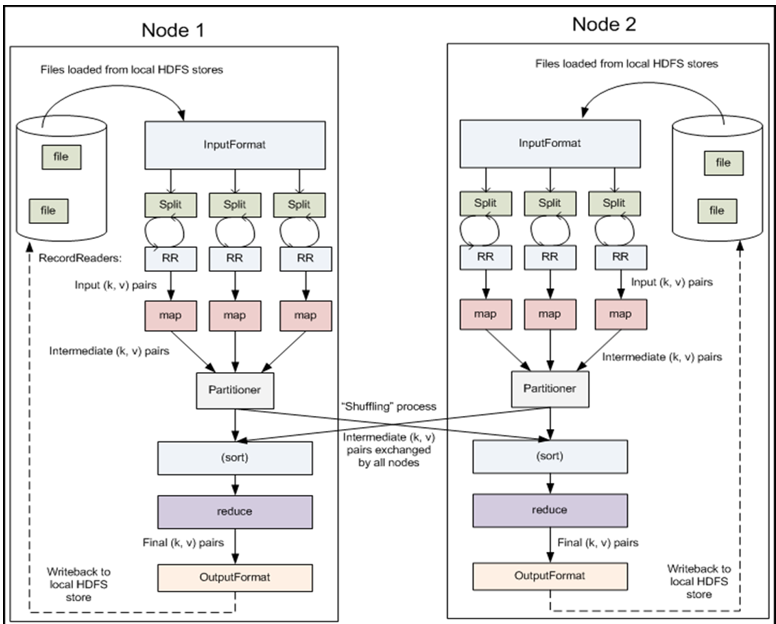 Node 1
Files loaded from local HDFS stores
file
file
InputFormat
Split
Split
Split
RecordReaders:
RR
RR
RR
Input (k, v) pairs
map
map
map
Intermediate (k, v) pairs
Partitioner
(sort)
reduce
Final (k, v) pairs
OutputFormat
Writeback to
local HDFS
store
"Shuffling" process
Intermediate (k, v)
pairs exchanged
by all nodes
Node 2
Files loaded from local HDFS stores
InputFormat
file
file
Split
Split
Split
RR
RR
RR
Input (k, v) pairs
map
map
map
Intermediate (k, v) pairs
Partitioner
(sort)
reduce
Final (k, v) pairs
OutputFormat
Writeback to
local HDFS
store